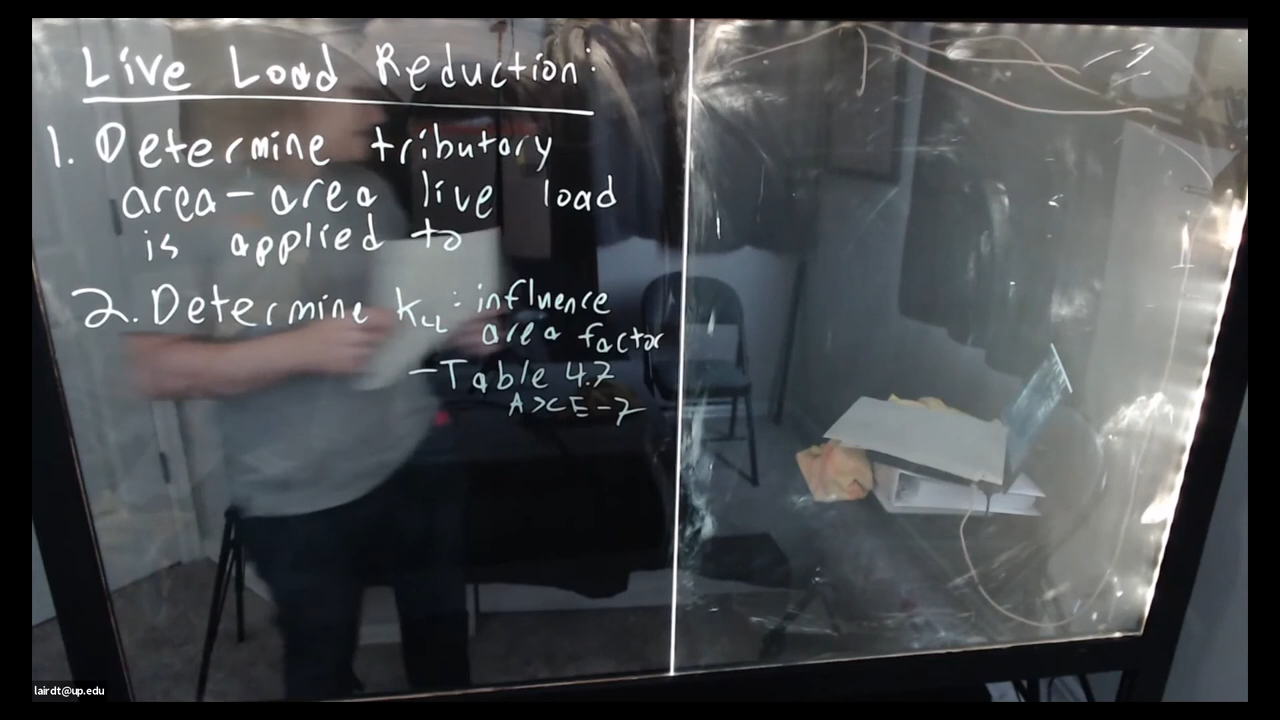 Live Load Reduction:
1. Determine tributary
area - area live load
is applied to
2. Determine KLL : influence
area factor
- Table 4.7
ASCE - 7
lairdt@up.edu